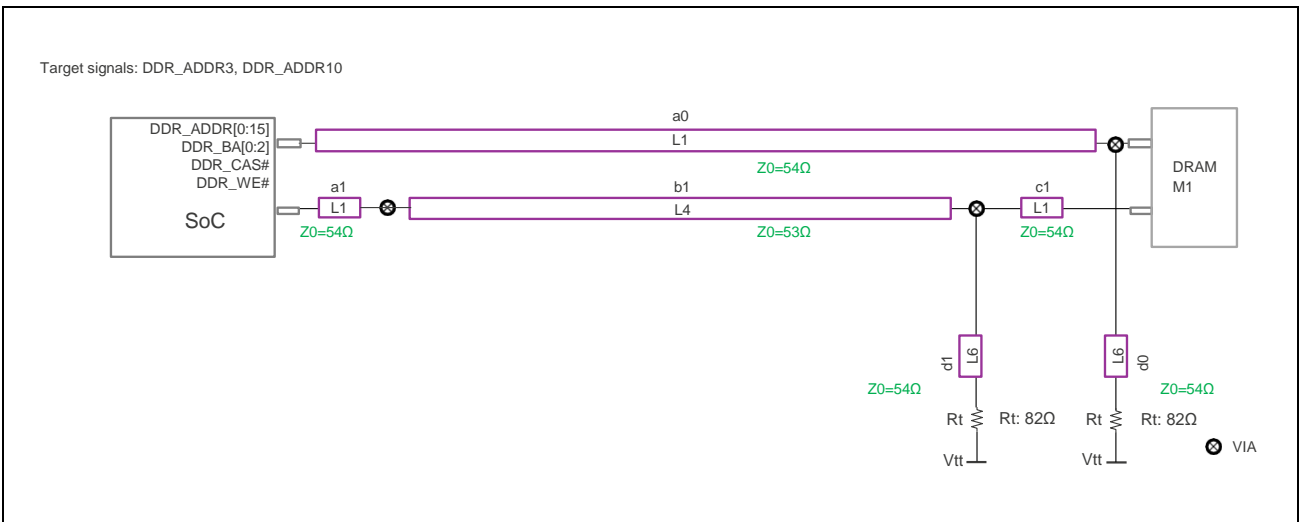 Target signals: DDR_ADDR3, DDR_ADDR10
a0
DDR_ADDR[0:15]
DDR_BA[0:2]
DDR_CAS#
DDR_WE#
SoC
L1
Z0=54Ω
DRAM
M1
a1
L1
Z0=54Ω
b1
L4
Z0=53Ω
c1
L1
Z0=54Ω
d1
L6
Z0=54Ω
L6
d0
Z0=54Ω
Rt
Rt: 82Ω
Vtt
Rt
Rt: 82Ω
Vtt
VIA